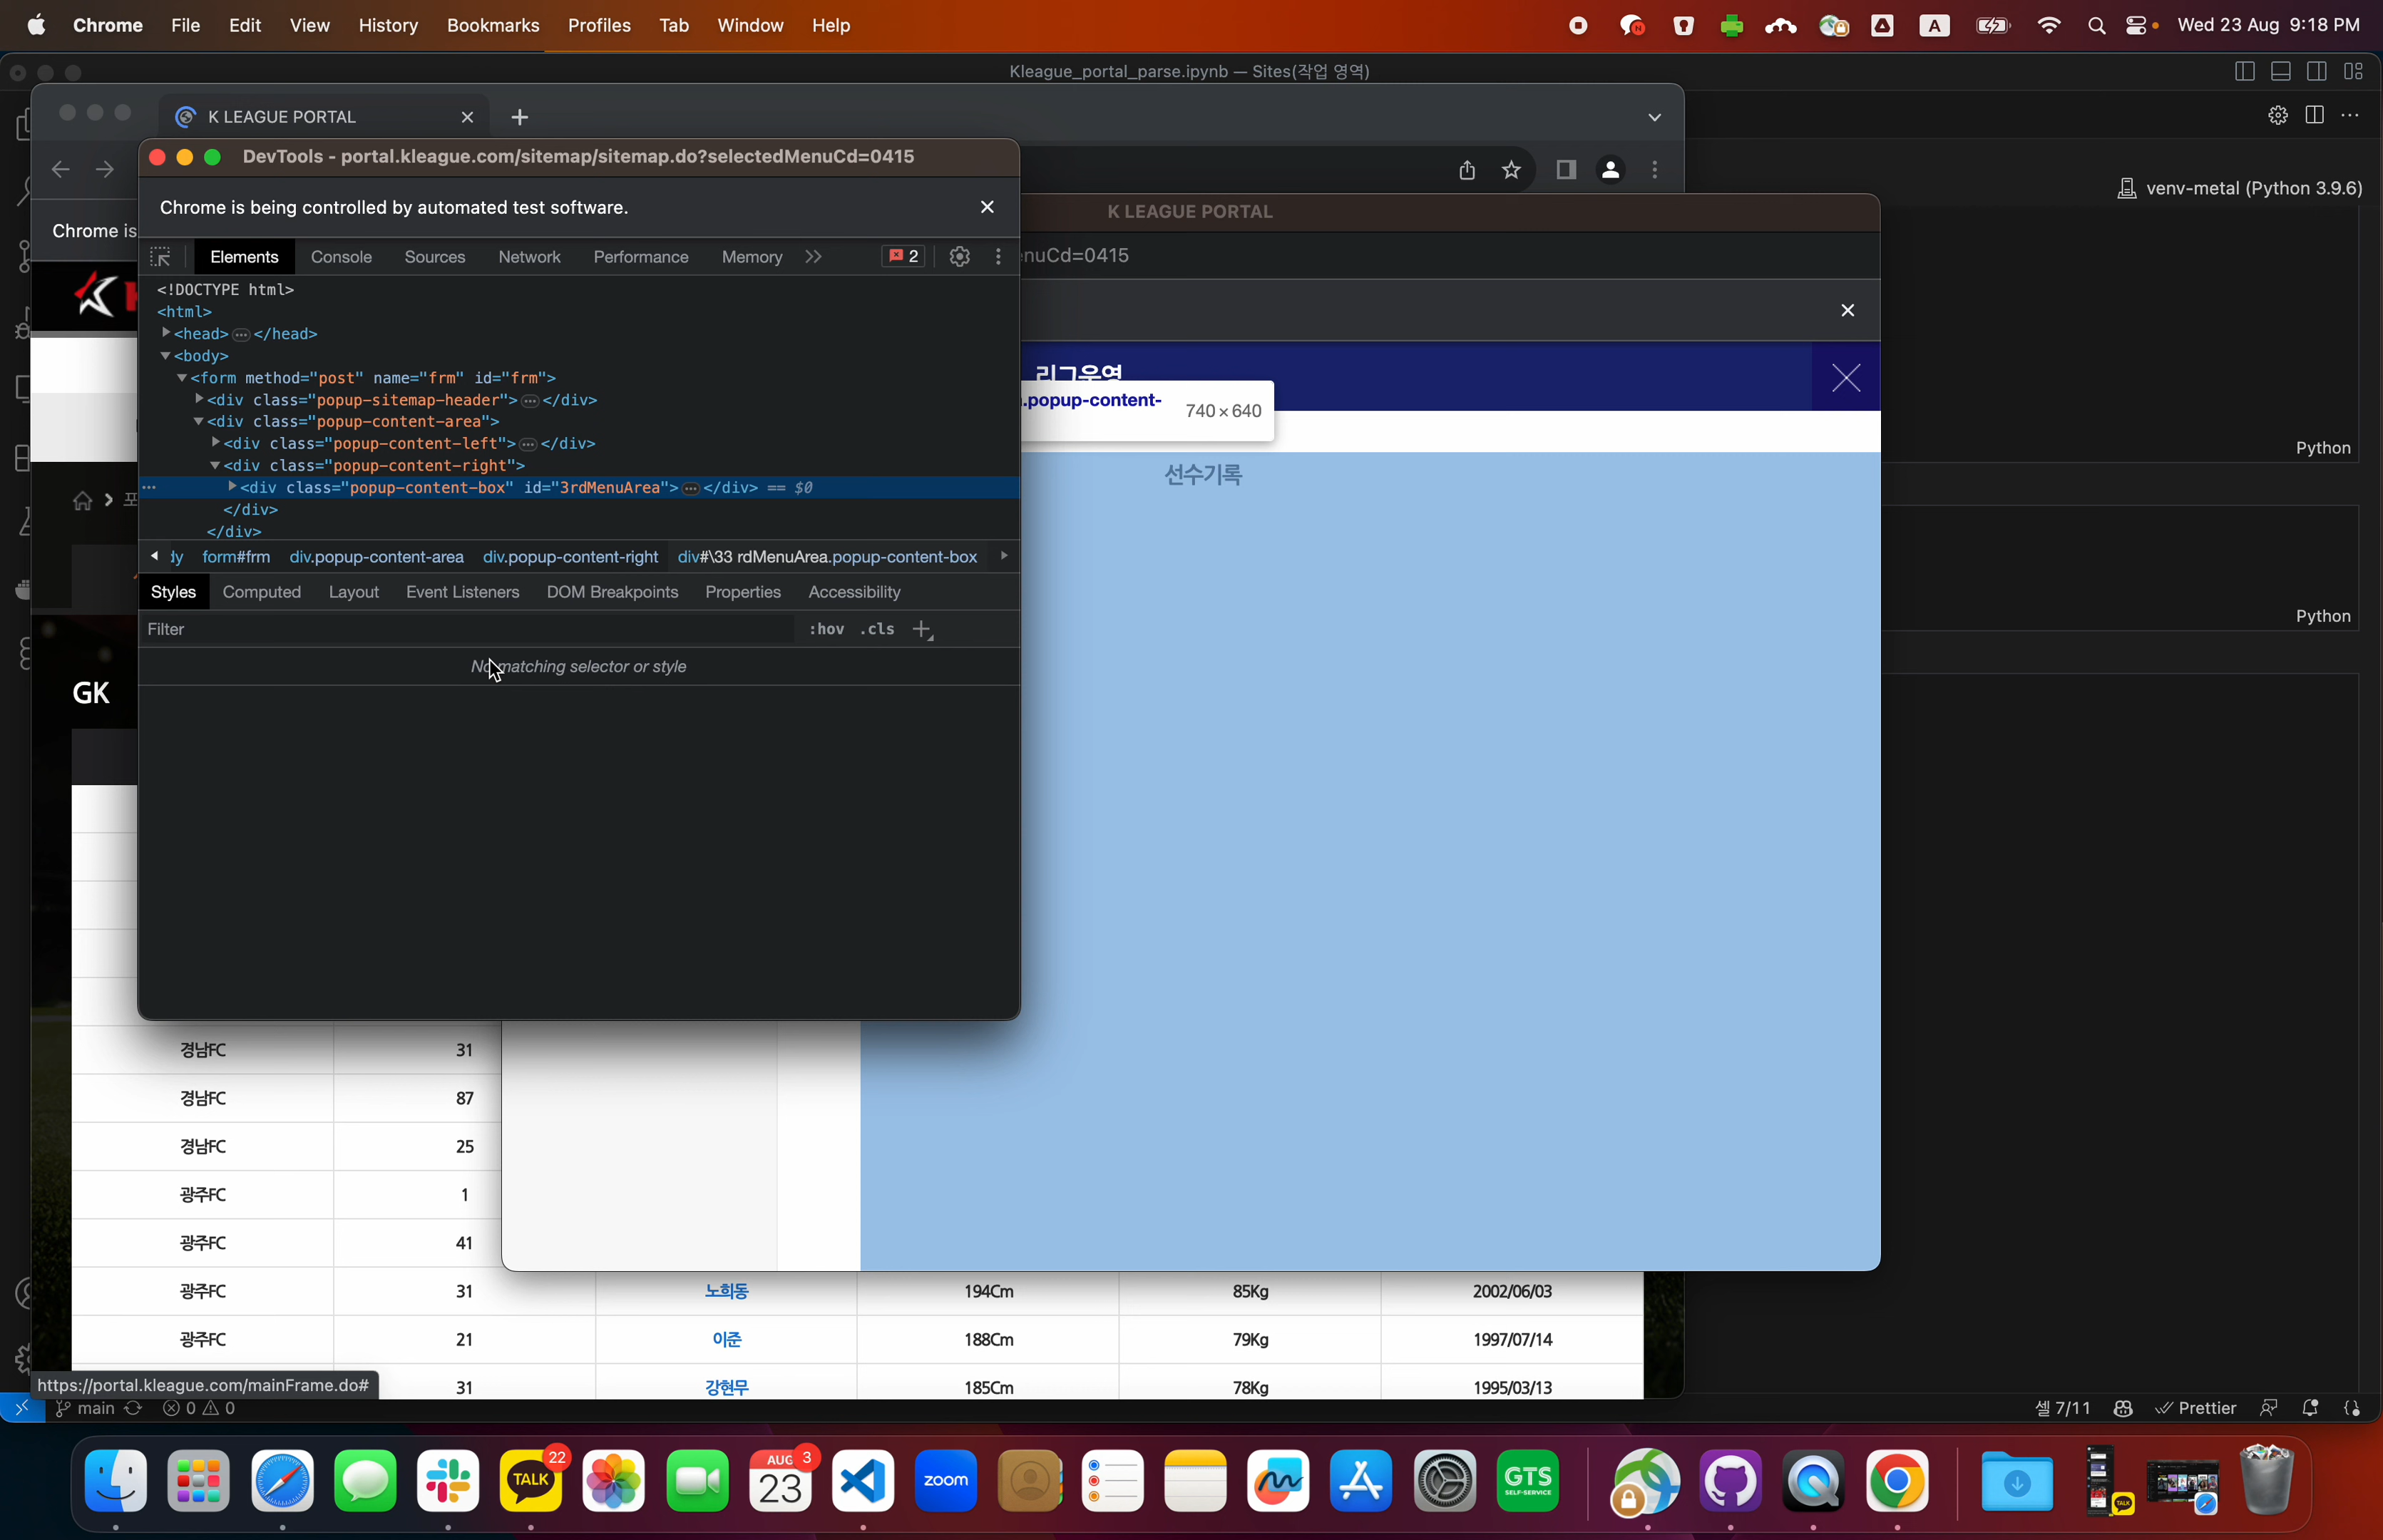 Chrome File Edit View History Bookmarks Profiles Tab Window Help
A Wed 23 Aug 9:18 PM
Kleague_portal_parse.ipynb — Sites(작업 영역)
K LEAGUE PORTAL
DevTools - portal.kleague.com/sitemap/sitemap.do?selectedMenuCd=0415
venv-metal (Python 3.9.6)
Chrome is being controlled by automated test software.
K LEAGUE PORTAL
Chrome is
Elements Console Sources Network Performance Memory 2
nuCd=0415
<!DOCTYPE html>
<html>
<head> … </head>
<body>
<form method="post" name="frm" id="frm">
리그운영
<div class="popup-sitemap-header"> … </div>
.popup-content- 740 × 640
<div class="popup-content-area">
<div class="popup-content-left"> … </div>
Python
<div class="popup-content-right">
선수기록
… <div class="popup-content-box" id="3rdMenuArea"> … </div> == $0
</div>
</div>
dy form#frm div.popup-content-area div.popup-content-right div#\33 rdMenuArea.popup-content-box
Styles Computed Layout Event Listeners DOM Breakpoints Properties Accessibility
Python
Filter :hov .cls
No matching selector or style
GK
경남FC 31
경남FC 87
경남FC 25
광주FC 1
광주FC 41
광주FC 31 노희동 194Cm 85Kg 2002/06/03
광주FC 21 이준 188Cm 79Kg 1997/07/14
https://portal.kleague.com/mainFrame.do# 31 강현무 185Cm 78Kg 1995/03/13
main 0 0 셀 7/11 Prettier
TALK 22
AUG 3
23
zoom
GTS
SELF-SERVICE
TALK